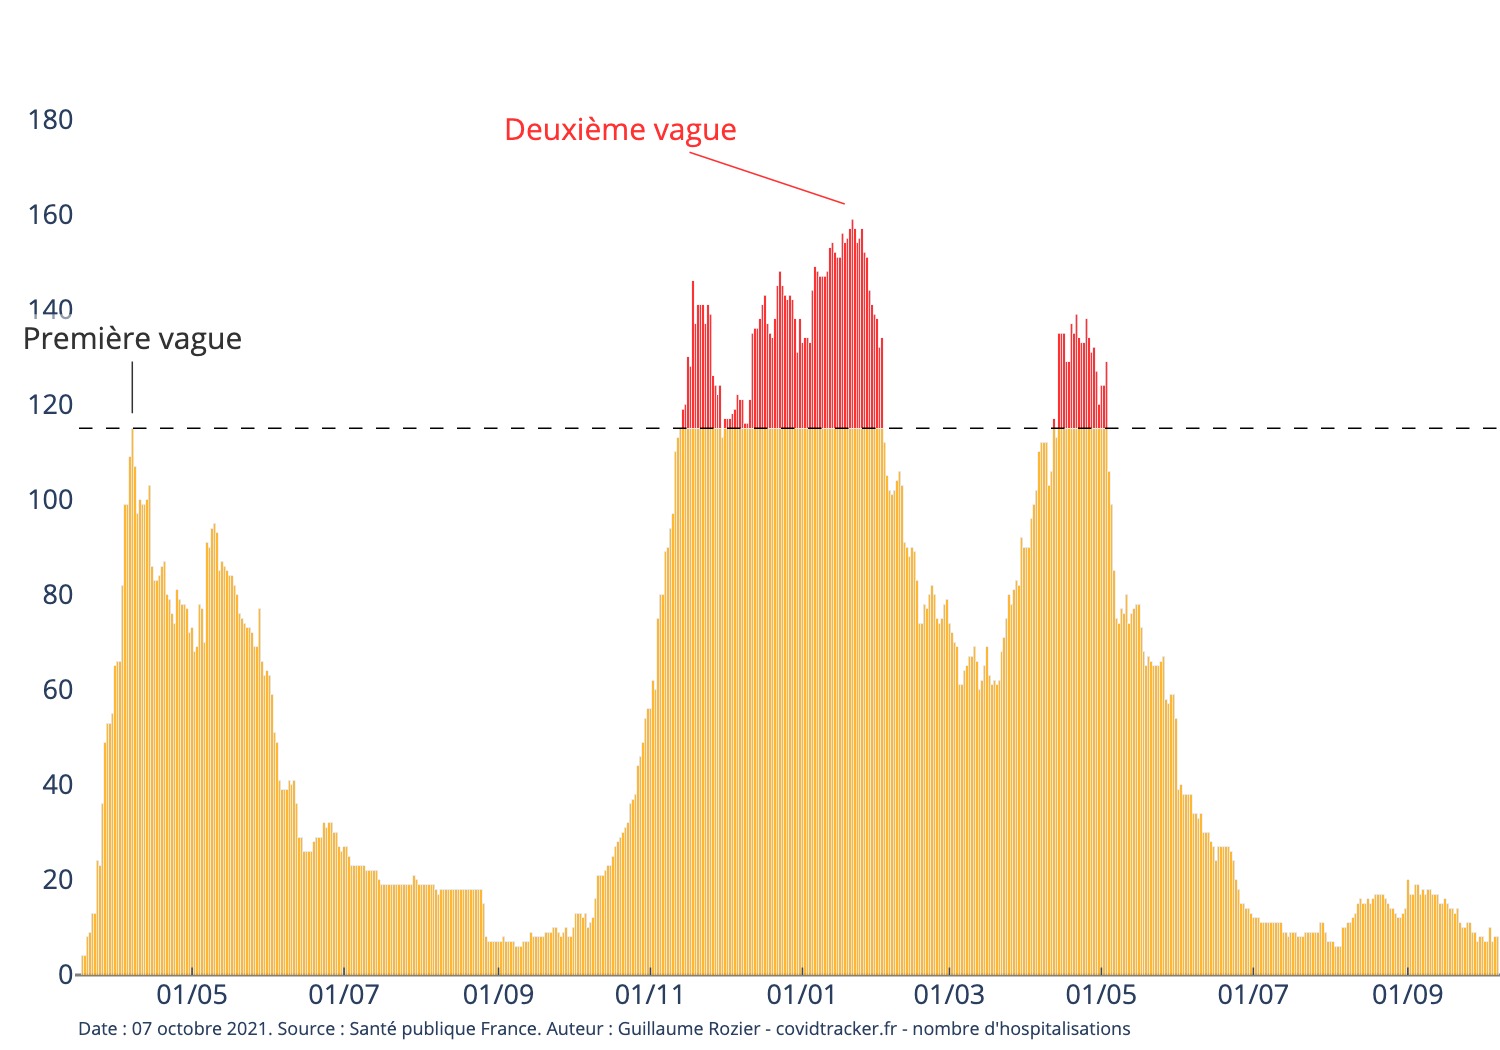 180
Deuxième vague
160
140
Première vague
120
100
80
60
40
20
0
01/05 01/07 01/09 01/11 01/01 01/03 01/05 01/07 01/09
Date : 07 octobre 2021. Source : Santé publique France. Auteur : Guillaume Rozier - covidtracker.fr - nombre d'hospitalisations